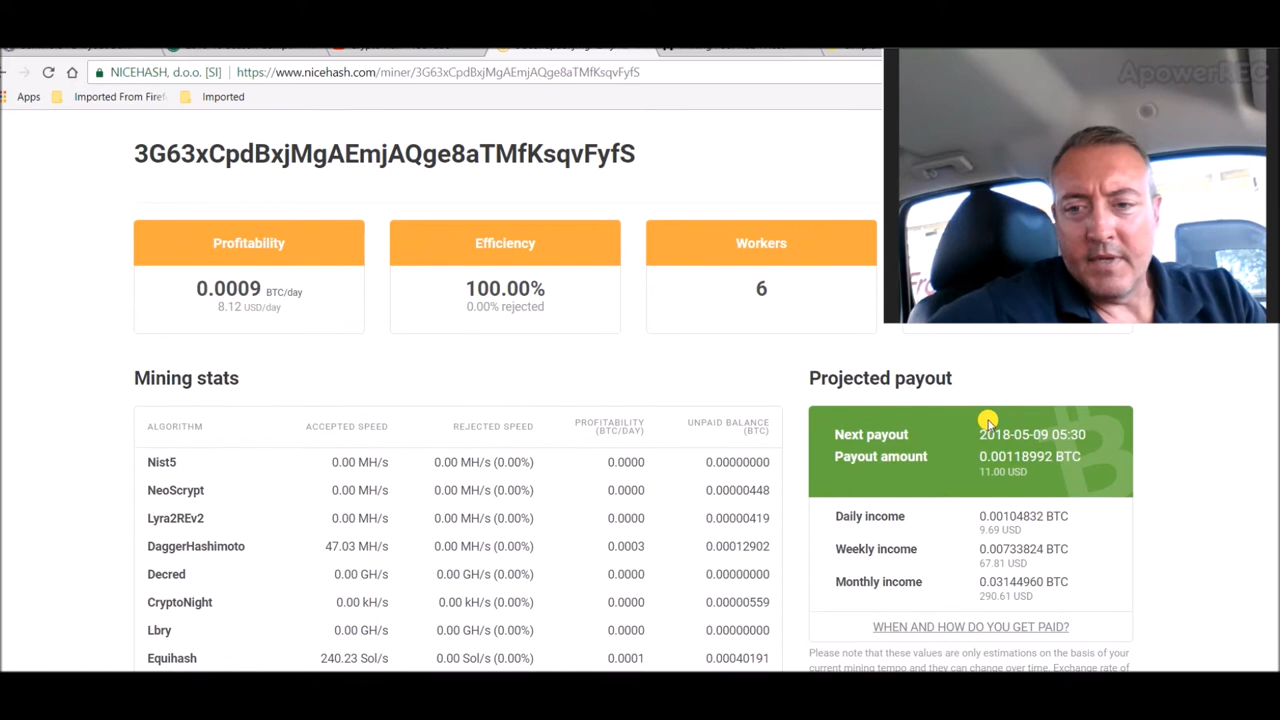 ApowerREC
NICEHASH, d.o.o. [SI] https://www.nicehash.com/miner/3G63xCpdBxjMgAEmjAQge8aTMfKsqvFyfS
Apps Imported From Firef Imported
3G63xCpdBxjMgAEmjAQge8aTMfKsqvFyfS
Profitability Efficiency Workers
0.0009 BTC/day 100.00% 6
8.12 USD/day 0.00% rejected
Mining stats
ALGORITHM ACCEPTED SPEED REJECTED SPEED PROFITABILITY (BTC/DAY) UNPAID BALANCE (BTC)
Nist5 0.00 MH/s 0.00 MH/s (0.00%) 0.0000 0.00000000
NeoScrypt 0.00 MH/s 0.00 MH/s (0.00%) 0.0000 0.00000448
Lyra2REv2 0.00 MH/s 0.00 MH/s (0.00%) 0.0000 0.00000419
DaggerHashimoto 47.03 MH/s 0.00 MH/s (0.00%) 0.0003 0.00012902
Decred 0.00 GH/s 0.00 GH/s (0.00%) 0.0000 0.00000000
CryptoNight 0.00 kH/s 0.00 kH/s (0.00%) 0.0000 0.00000559
Lbry 0.00 GH/s 0.00 GH/s (0.00%) 0.0000 0.00000000
Equihash 240.23 Sol/s 0.00 Sol/s (0.00%) 0.0001 0.00040191
Projected payout
Next payout 2018-05-09 05:30
Payout amount 0.00118992 BTC
11.00 USD
Daily income 0.00104832 BTC
9.69 USD
Weekly income 0.00733824 BTC
67.81 USD
Monthly income 0.03144960 BTC
290.61 USD
WHEN AND HOW DO YOU GET PAID?
Please note that these values are only estimations on the basis of your
current mining tempo and they can change over time. Exchange rate of